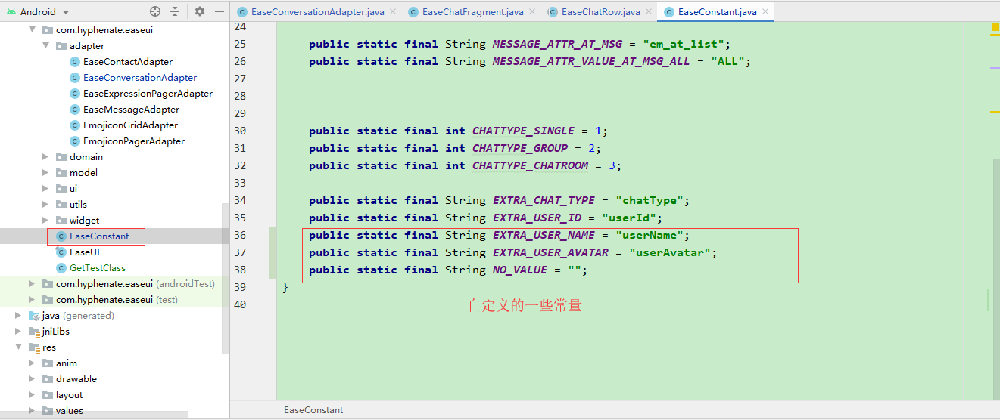 Android
EaseConversationAdapter.java
EaseChatFragment.java
EaseChatRow.java
EaseConstant.java
com.hyphenate.easeui
adapter
EaseContactAdapter
EaseConversationAdapter
EaseExpressionPagerAdapter
EaseMessageAdapter
EmojiconGridAdapter
EmojiconPagerAdapter
domain
model
ui
utils
widget
EaseConstant
EaseUI
GetTestClass
com.hyphenate.easeui (androidTest)
com.hyphenate.easeui (test)
java (generated)
jniLibs
res
anim
drawable
layout
values
24
25 public static final String MESSAGE_ATTR_AT_MSG = "em_at_list";
26 public static final String MESSAGE_ATTR_VALUE_AT_MSG_ALL = "ALL";
27
28
29
30 public static final int CHATTYPE_SINGLE = 1;
31 public static final int CHATTYPE_GROUP = 2;
32 public static final int CHATTYPE_CHATROOM = 3;
33
34 public static final String EXTRA_CHAT_TYPE = "chatType";
35 public static final String EXTRA_USER_ID = "userId";
36 public static final String EXTRA_USER_NAME = "userName";
37 public static final String EXTRA_USER_AVATAR = "userAvatar";
38 public static final String NO_VALUE = "";
39 }
40
自定义的一些常量
EaseConstant